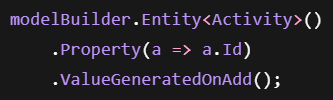 modelBuilder.Entity<Activity>()
    .Property(a => a.Id)
    .ValueGeneratedOnAdd();